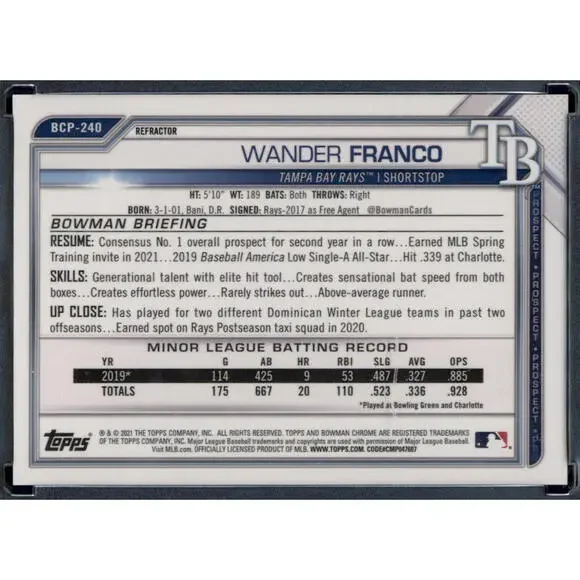 BCP-240
REFRACTOR
TB
WANDER FRANCO
TAMPA BAY RAYS™ | SHORTSTOP
HT: 5'10" WT: 189 BATS: Both THROWS: Right
BORN: 3-1-01, Bani, D.R. SIGNED: Rays-2017 as Free Agent @BowmanCards
BOWMAN BRIEFING
RESUME: Consensus No. 1 overall prospect for second year in a row...Earned MLB Spring
Training invite in 2021...2019 Baseball America Low Single-A All-Star...Hit .339 at Charlotte.
SKILLS: Generational talent with elite hit tool...Creates sensational bat speed from both
boxes...Creates effortless power...Rarely strikes out...Above-average runner.
UP CLOSE: Has played for two different Dominican Winter League teams in past two
offseasons...Earned spot on Rays Postseason taxi squad in 2020.
MINOR LEAGUE BATTING RECORD
YR G AB HR RBI SLG AVG OPS
2019* 114 425 9 53 .487 .327 .885
TOTALS 175 667 20 110 .523 .336 .928
*Played at Bowling Green and Charlotte
PROSPECT • PROSPECT • PROSPECT
Topps
® & © 2021 THE TOPPS COMPANY, INC. ALL RIGHTS RESERVED. TOPPS AND BOWMAN CHROME ARE REGISTERED TRADEMARKS
OF THE TOPPS COMPANY, INC. Major League Baseball trademarks and copyrights are used with permission of Major League Baseball.
Visit MLB.com. OFFICIALLY LICENSED PRODUCT OF MLB. WWW.TOPPS.COM. CODE#CMP047607